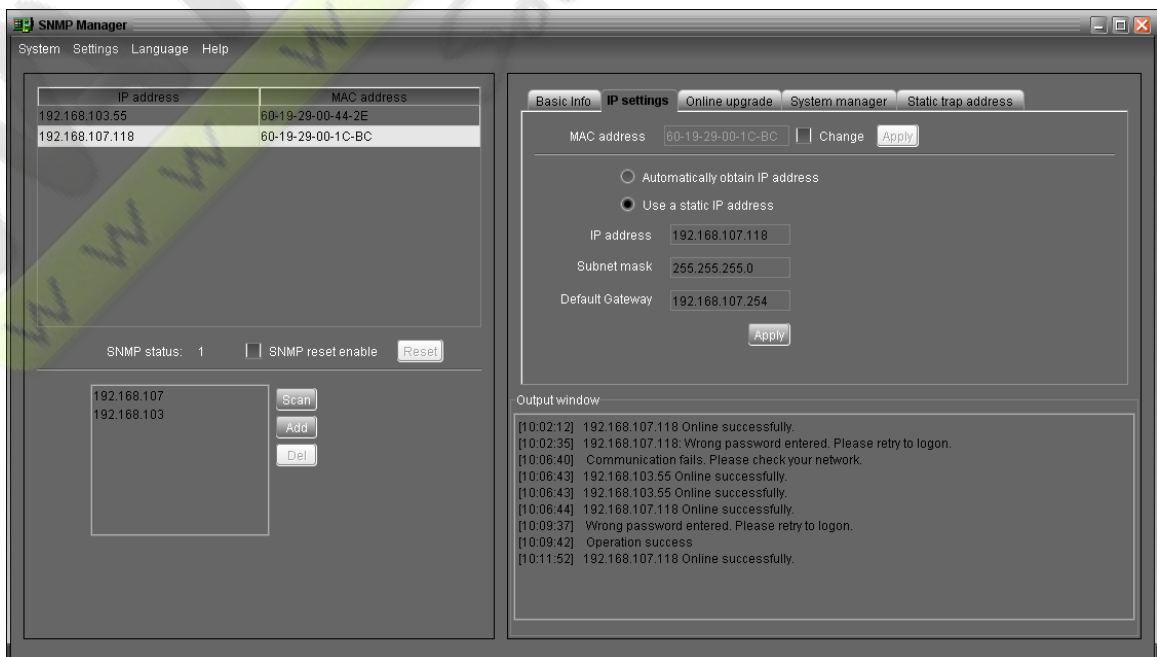 SNMP Manager
System Settings Language Help
IP address MAC address
192.168.103.55 60-19-29-00-44-2E
192.168.107.118 60-19-29-00-1C-BC
SNMP status: 1 SNMP reset enable Reset
192.168.107
192.168.103
Scan
Add
Del
Basic Info IP settings Online upgrade System manager Static trap address
MAC address 60-19-29-00-1C-BC Change Apply
Automatically obtain IP address
Use a static IP address
IP address 192.168.107.118
Subnet mask 255.255.255.0
Default Gateway 192.168.107.254
Apply
Output window
[10:02:12] 192.168.107.118 Online successfully.
[10:02:35] 192.168.107.118: Wrong password entered. Please retry to logon.
[10:06:40] Communication fails. Please check your network.
[10:06:43] 192.168.103.55 Online successfully.
[10:06:43] 192.168.103.55 Online successfully.
[10:06:44] 192.168.107.118 Online successfully.
[10:09:37] Wrong password entered. Please retry to logon.
[10:09:42] Operation success
[10:11:52] 192.168.107.118 Online successfully.
www